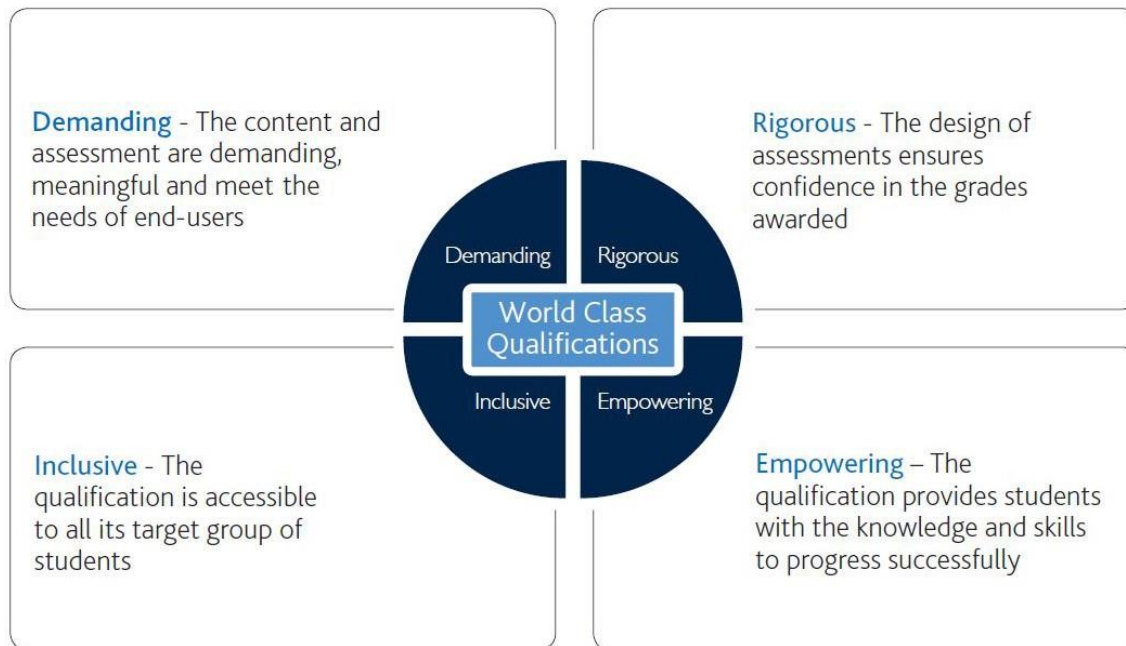 Demanding - The content and
assessment are demanding,
meaningful and meet the
needs of end-users
Rigorous - The design of
assessments ensures
confidence in the grades
awarded
Demanding
Rigorous
World Class
Qualifications
Inclusive
Empowering
Inclusive - The
qualification is accessible
to all its target group of
students
Empowering – The
qualification provides students
with the knowledge and skills
to progress successfully